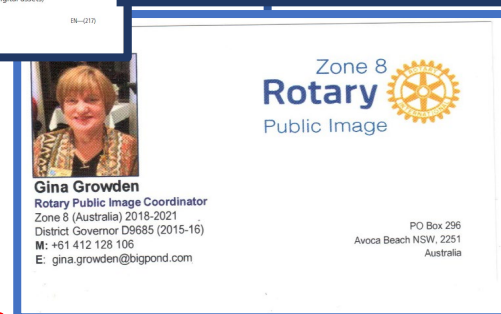 EN—(217)
Zone 8
Rotary
Public Image
ROTARY
INTERNATIONAL
Gina Growden
Rotary Public Image Coordinator
Zone 8 (Australia) 2018-2021
District Governor D9685 (2015-16)
M: +61 412 128 106
E: gina.growden@bigpond.com
PO Box 296
Avoca Beach NSW, 2251
Australia